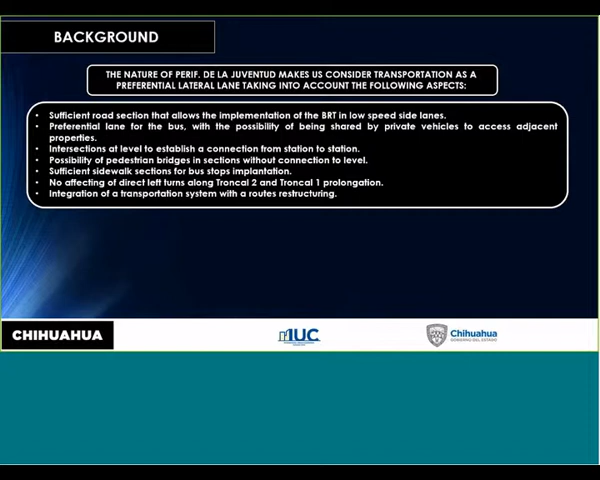 BACKGROUND
THE NATURE OF PERIF. DE LA JUVENTUD MAKES US CONSIDER TRANSPORTATION AS A
PREFERENTIAL LATERAL LANE TAKING INTO ACCOUNT THE FOLLOWING ASPECTS:
• Sufficient road section that allows the implementation of the BRT in low speed side lanes.
• Preferential lane for the bus, with the possibility of being shared by private vehicles to access adjacent
properties.
• Intersections at level to establish a connection from station to station.
• Possibility of pedestrian bridges in sections without connection to level.
• Sufficient sidewalk sections for bus stops implantation.
• No affecting of direct left turns along Troncal 2 and Troncal 1 prolongation.
• Integration of a transportation system with a routes restructuring.
CHIHUAHUA
IUC
Chihuahua
GOBIERNO DEL ESTADO